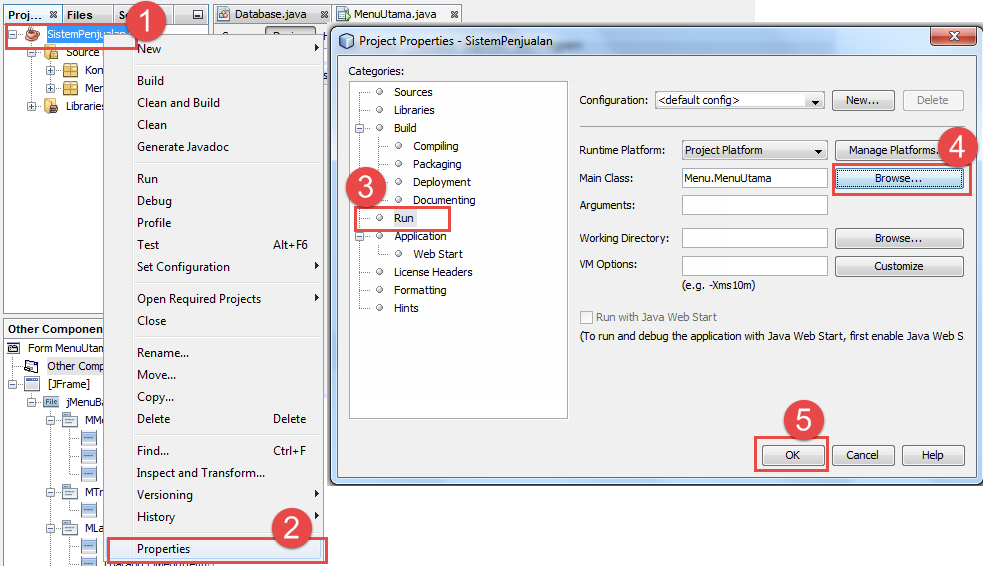 Proj...
Files
Database.java
MenuUtama.java
1
SistemPenjualan
Source
Kon
Men
Libraries
New
Build
Clean and Build
Clean
Generate Javadoc
Run
Debug
Profile
Test Alt+F6
Set Configuration
Open Required Projects
Close
Rename...
Move...
Copy...
Delete Delete
Find... Ctrl+F
Inspect and Transform...
Versioning
History
2
Properties
Other Componen
Form MenuUtam
Other Comp
[JFrame]
File
jMenuBa
MMe
MTr
MLa
Project Properties - SistemPenjualan
Categories:
Sources
Libraries
Build
Compiling
Packaging
Deployment
Documenting
3
Run
Application
Web Start
License Headers
Formatting
Hints
Configuration: <default config> New... Delete
Runtime Platform: Project Platform Manage Platforms.
4
Main Class: Menu.MenuUtama Browse...
Arguments:
Working Directory: Browse...
VM Options: Customize
(e.g. -Xms10m)
Run with Java Web Start
(To run and debug the application with Java Web Start, first enable Java Web S
5
OK Cancel Help